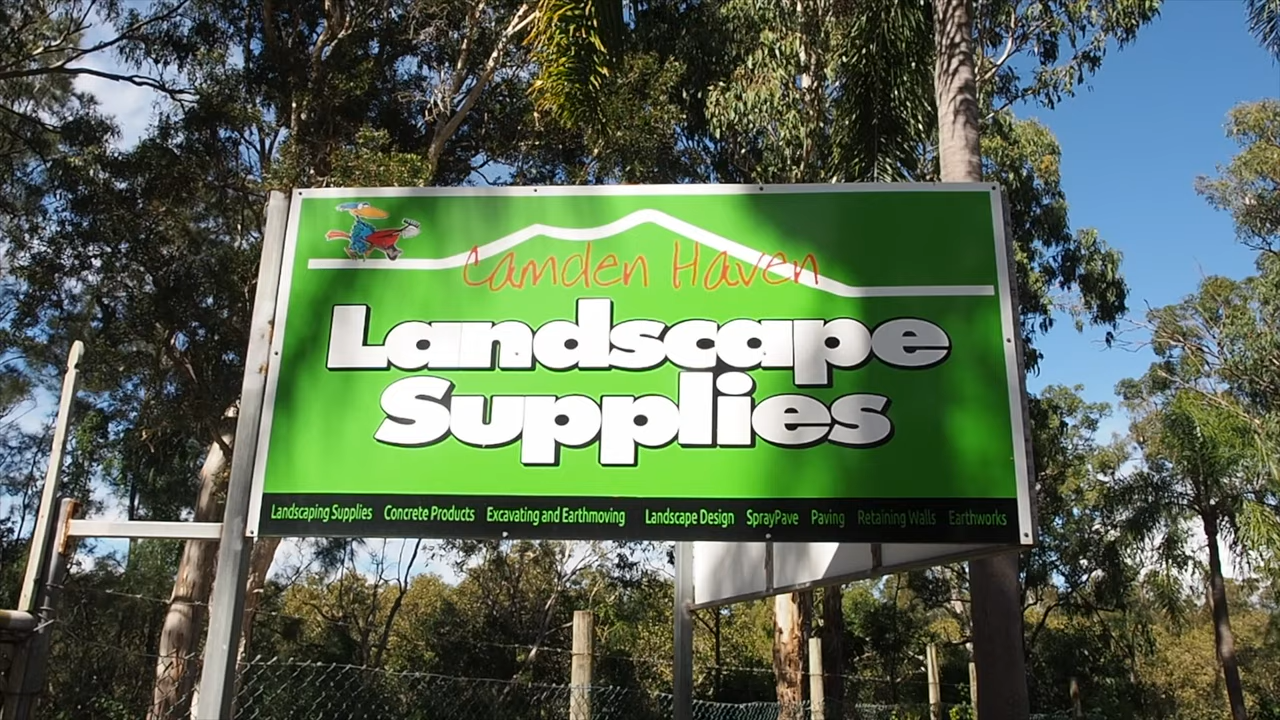 Camden Haven
Landscape
Supplies
Landscaping Supplies Concrete Products Excavating and Earthmoving Landscape Design SprayPave Paving Retaining Walls Earthworks